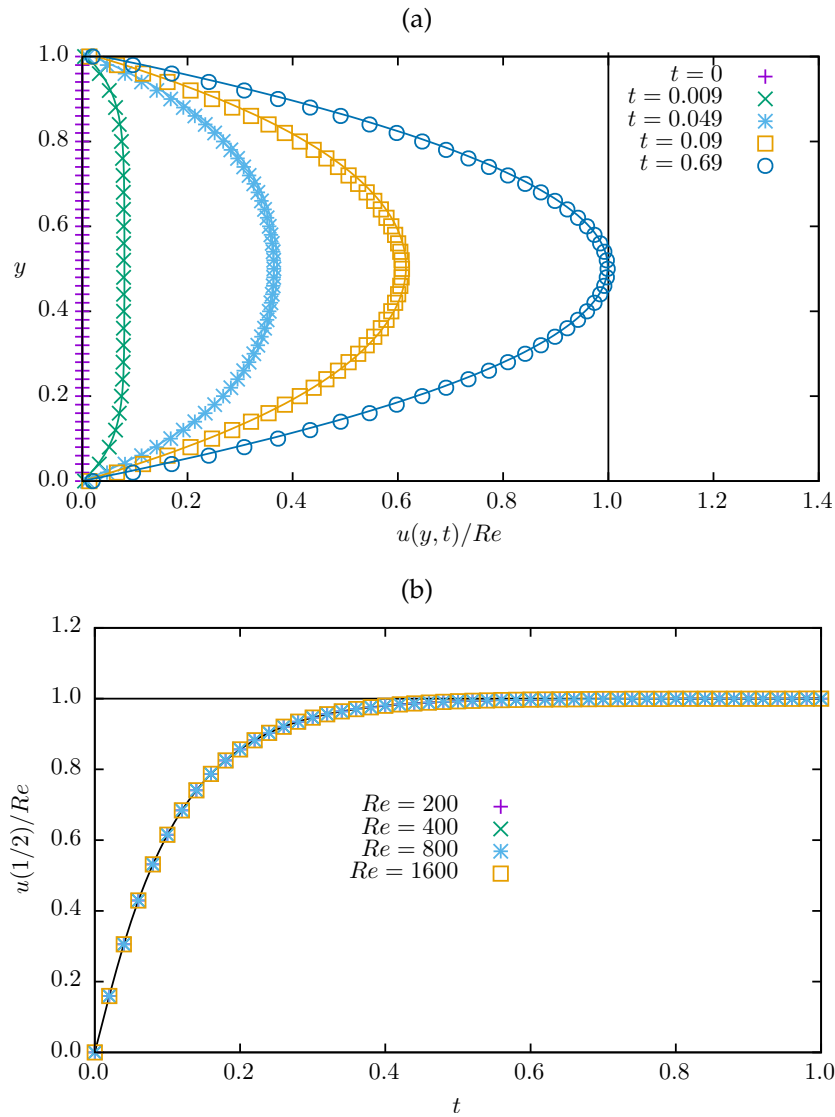 (a)
1.0
0.8
0.6
0.4
0.2
0.0
y
t = 0
t = 0.009
t = 0.049
t = 0.09
t = 0.69
0.0 0.2 0.4 0.6 0.8 1.0 1.2 1.4
u(y, t)/Re
(b)
1.2
1.0
0.8
0.6
0.4
0.2
0.0
u(1/2)/Re
Re = 200
Re = 400
Re = 800
Re = 1600
0.0 0.2 0.4 0.6 0.8 1.0
t